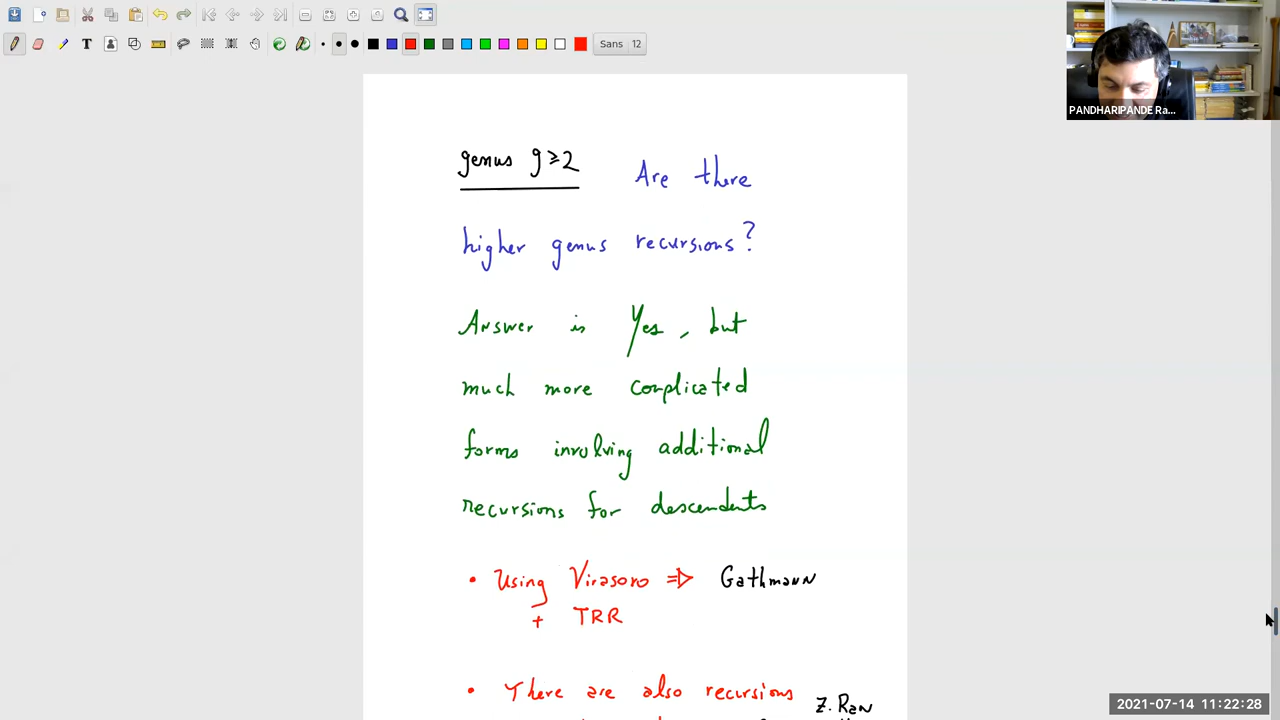 Sans 12
PANDHARIPANDE Ra...
genus g≥2 Are there
higher genus recursions?
Answer is Yes, but
much more complicated
forms involving additional
recursions for descendents
• Using Virasoro ⇒ Gathmann
+ TRR
• There are also recursions
Z. Ran
2021-07-14 11:22:28